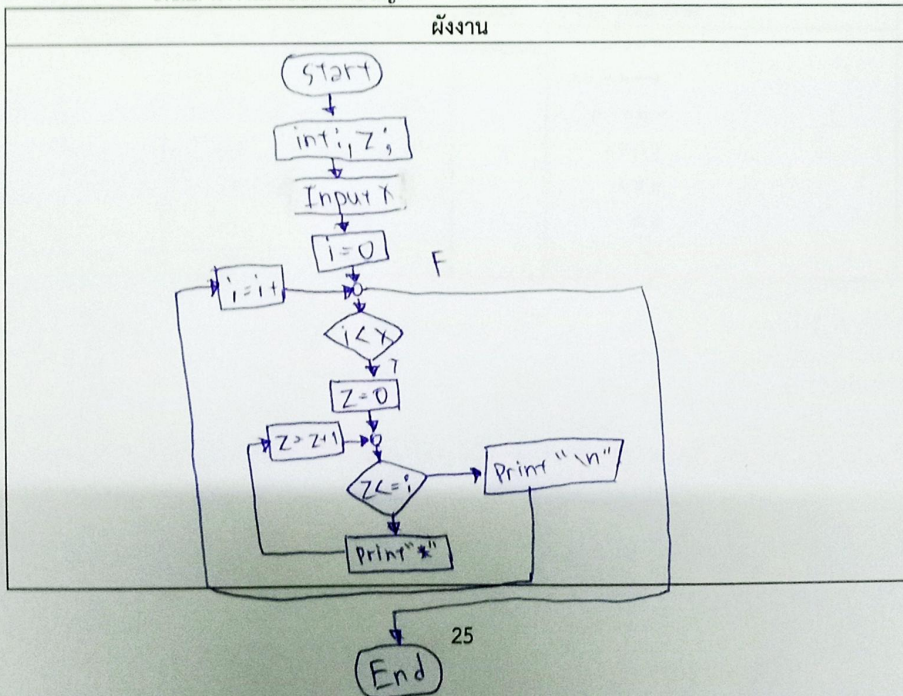 ผังงาน
Start
int i, z;
Input X
i=0
F
i=i+
i<x
T
z=0
z=z+1
z<=i
Print "\n"
Print "*"
25
End